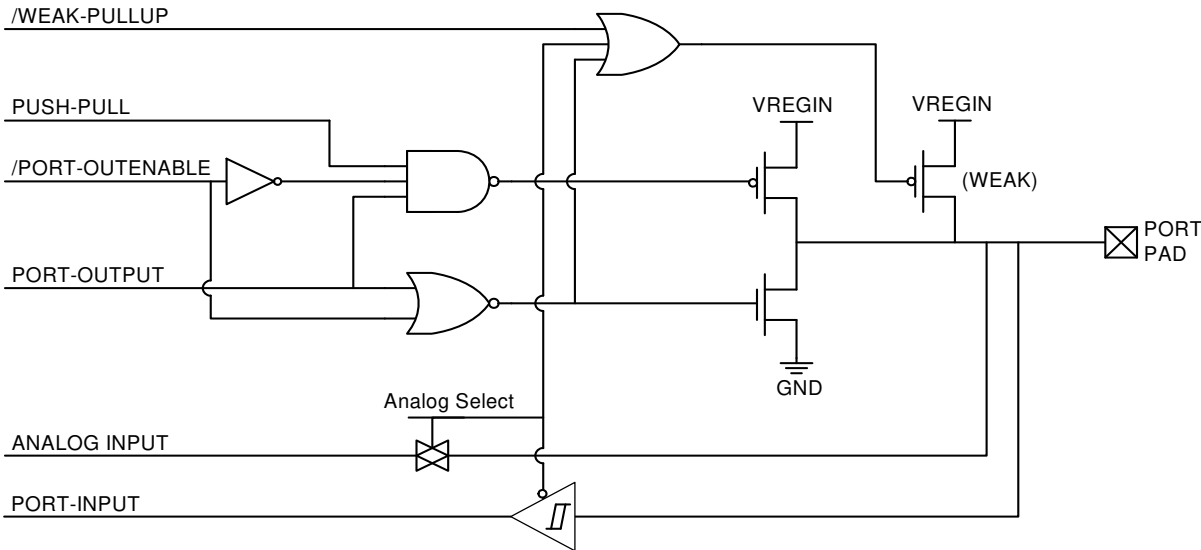 /WEAK-PULLUP
PUSH-PULL
VREGIN
VREGIN
/PORT-OUTENABLE
(WEAK)
PORT
PAD
PORT-OUTPUT
GND
Analog Select
ANALOG INPUT
PORT-INPUT